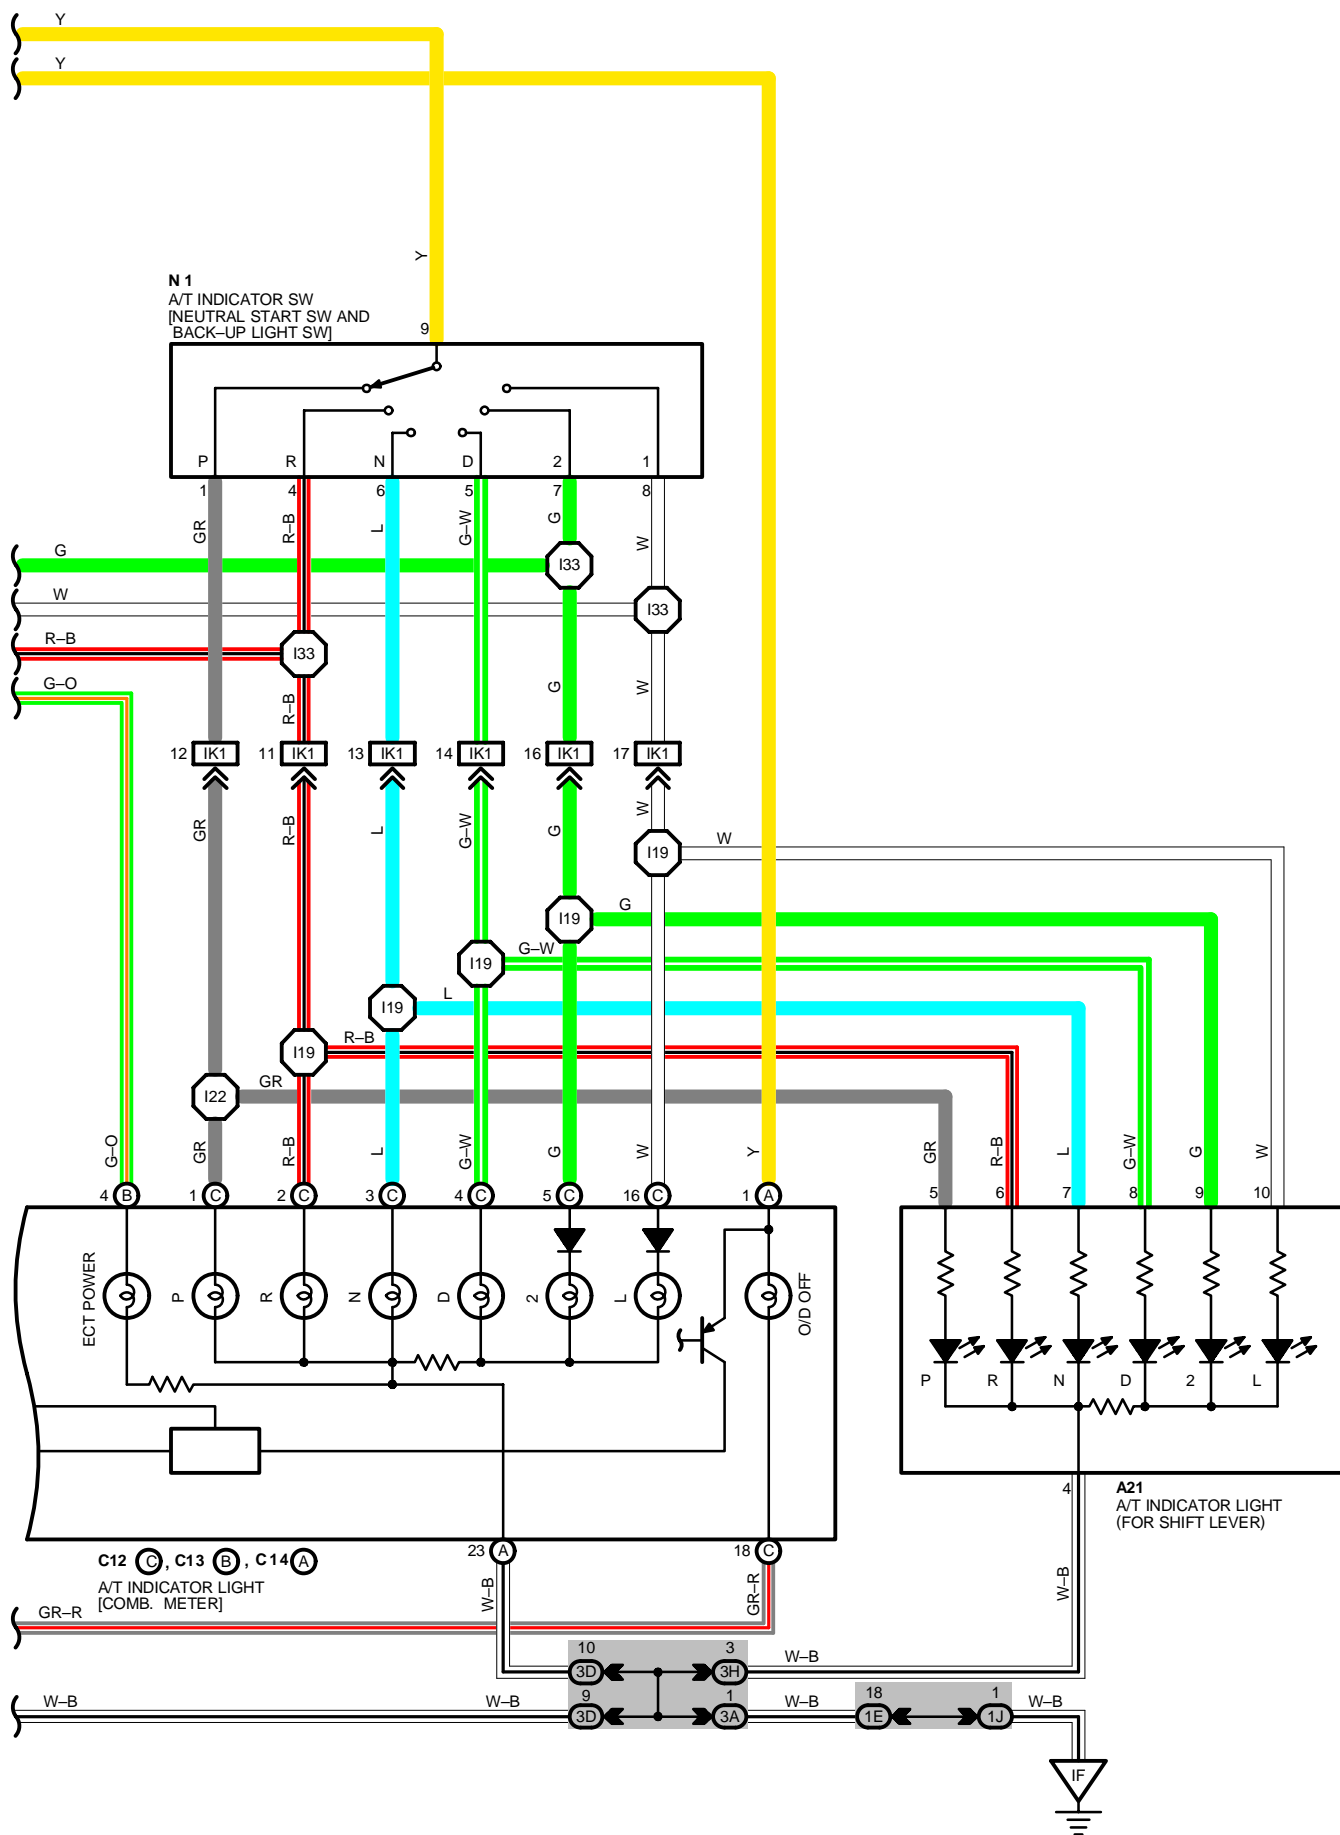 Y
Y
Y
N 1
A/T INDICATOR SW
[NEUTRAL START SW AND
BACK–UP LIGHT SW]
9
P R N D 2 1
1 4 6 5 7 8
GR R–B L G–W G W
G
I33
W
I33
R–B
I33
G–O
R–B G W
12 IK1 11 IK1 13 IK1 14 IK1 16 IK1 17 IK1
GR R–B L G–W G W
I19 W
I19 G
I19 G–W
I19 L
I19 R–B
I22 GR
G–O GR R–B L G–W G W Y GR R–B L G–W G W
4 B 1 C 2 C 3 C 4 C 5 C 16 C 1 A 5 6 7 8 9 10
ECT POWER P R N D 2 L O/D OFF
P R N D 2 L
4
A21
A/T INDICATOR LIGHT
(FOR SHIFT LEVER)
23 A 18 C
C12 C , C13 B , C14 A
A/T INDICATOR LIGHT
[COMB. METER]
W–B GR–R W–B
GR–R
10 3
3D 3H W–B
9 1 18 1
W–B W–B 3D 3A W–B 1E 1J W–B
IF